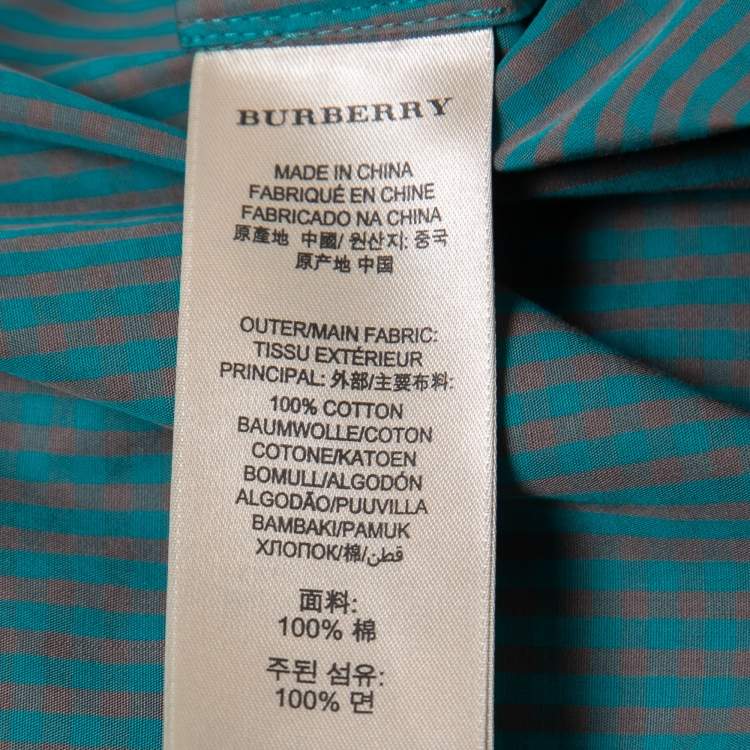 BURBERRY
MADE IN CHINA
FABRIQUÉ EN CHINE
FABRICADO NA CHINA
原產地 中國/ 원산지: 중국
原产地 中国
OUTER/MAIN FABRIC:
TISSU EXTÉRIEUR
PRINCIPAL: 外部/主要布料:
100% COTTON
BAUMWOLLE/COTON
COTONE/KATOEN
BOMULL/ALGODÓN
ALGODÃO/PUUVILLA
BAMBAKI/PAMUK
ХЛОПОК/棉/قطن
面料:
100% 棉
주된 섬유:
100% 면